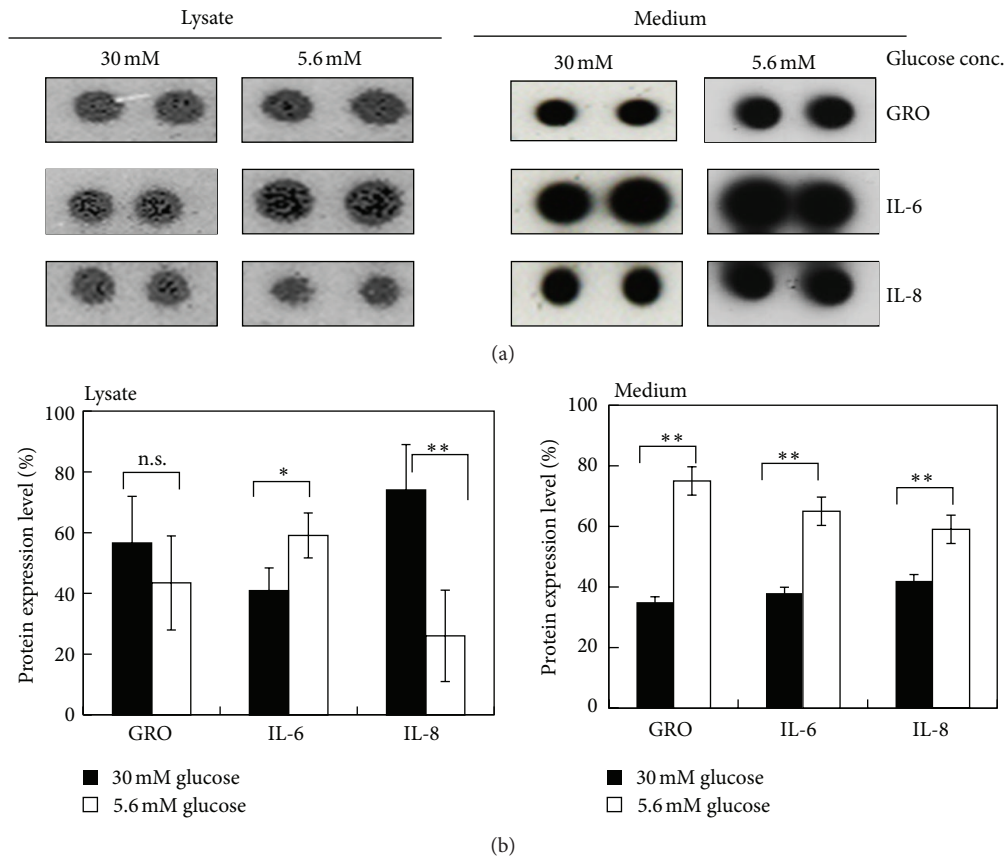 Lysate Medium
30 mM 5.6 mM 30 mM 5.6 mM Glucose conc.
GRO
IL-6
IL-8
(a)
Lysate
Protein expression level (%)
100
80
60
40
20
0
n.s.
*
**
GRO IL-6 IL-8
30 mM glucose
5.6 mM glucose
Medium
Protein expression level (%)
100
80
60
40
20
0
**
**
**
GRO IL-6 IL-8
30 mM glucose
5.6 mM glucose
(b)